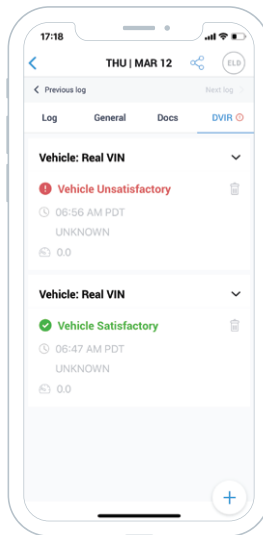 17:18
THU | MAR 12
ELD
Previous log
Next log
Log General Docs DVIR
Vehicle: Real VIN
Vehicle Unsatisfactory
06:56 AM PDT
UNKNOWN
0.0
Vehicle: Real VIN
Vehicle Satisfactory
06:47 AM PDT
UNKNOWN
0.0